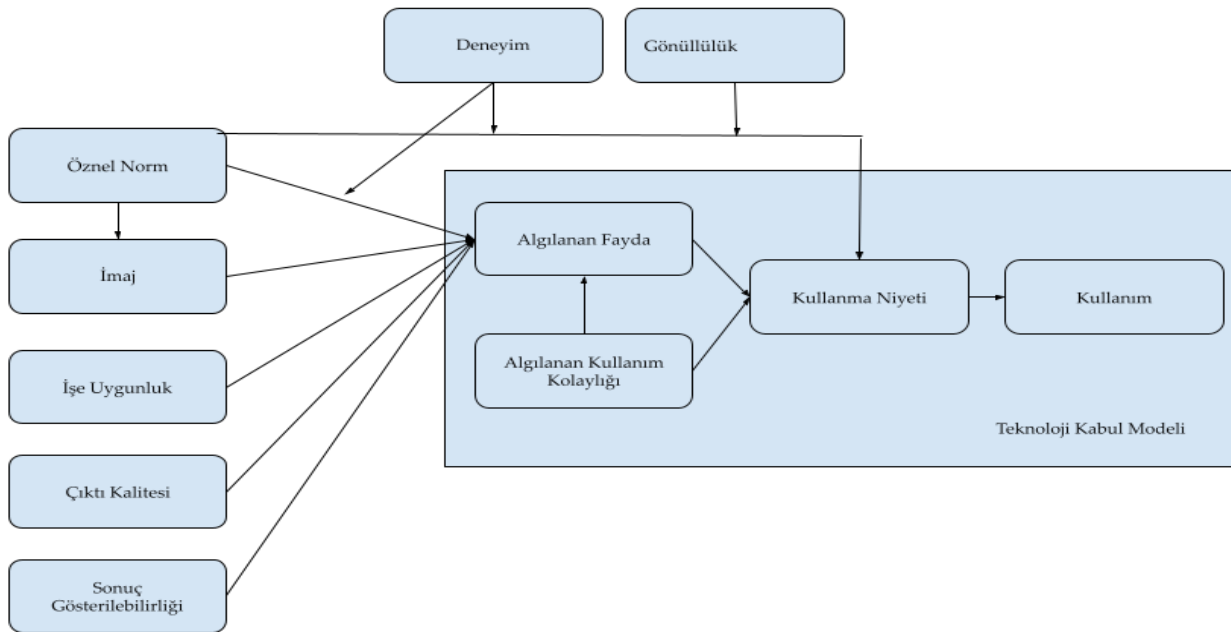 Deneyim
Gönüllülük
Öznel Norm
İmaj
İşe Uygunluk
Çıktı Kalitesi
Sonuç
Gösterilebilirliği
Algılanan Fayda
Algılanan Kullanım
Kolaylığı
Kullanma Niyeti
Kullanım
Teknoloji Kabul Modeli